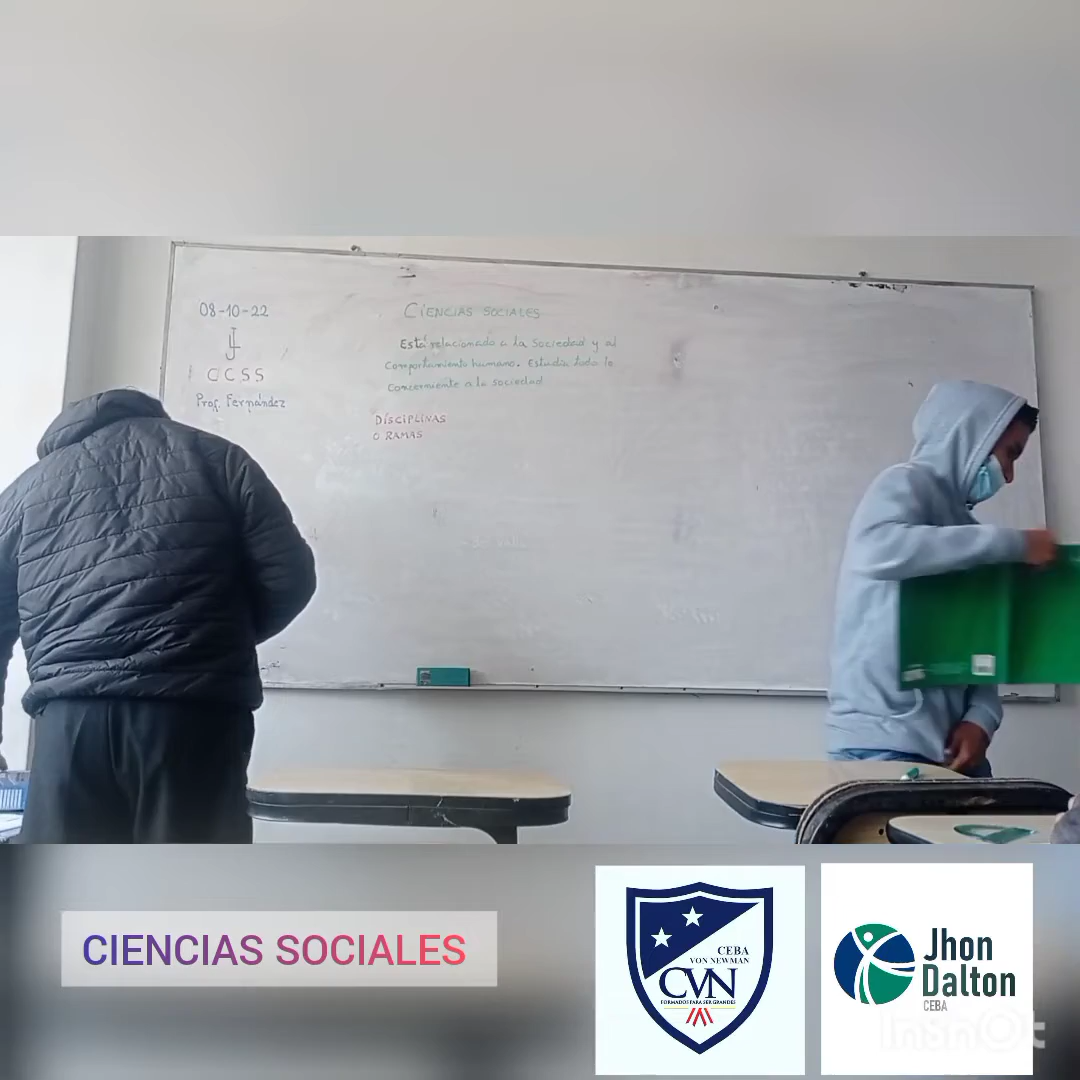 08-10-22
CCSS
Prof. Fernández
CIENCIAS SOCIALES
Está relacionado a la Sociedad y al
comportamiento humano. Estudia todo lo
concerniente a la sociedad
DISCIPLINAS
O RAMAS
CIENCIAS SOCIALES
CEBA
VON NEWMAN
CVN
FORMADOS PARA SER GRANDES
Jhon
Dalton
CEBA
InShOt